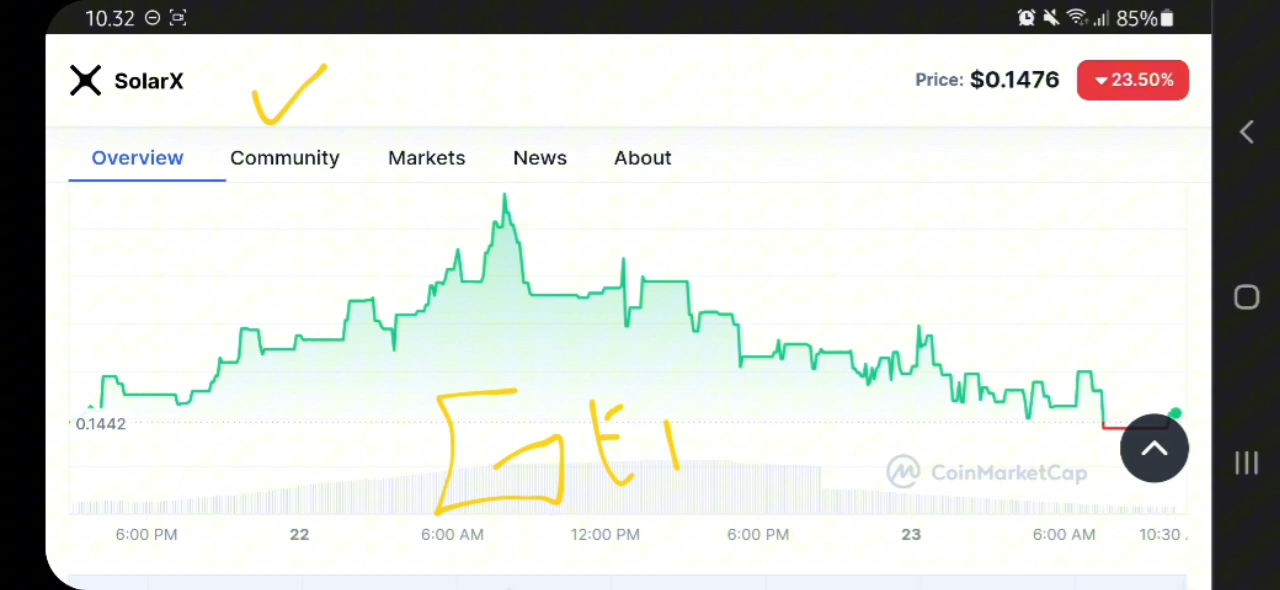 10.32 85%
SolarX Price: $0.1476 23.50%
Overview Community Markets News About
0.1442
CoinMarketCap
6:00 PM 22 6:00 AM 12:00 PM 6:00 PM 23 6:00 AM 10:30